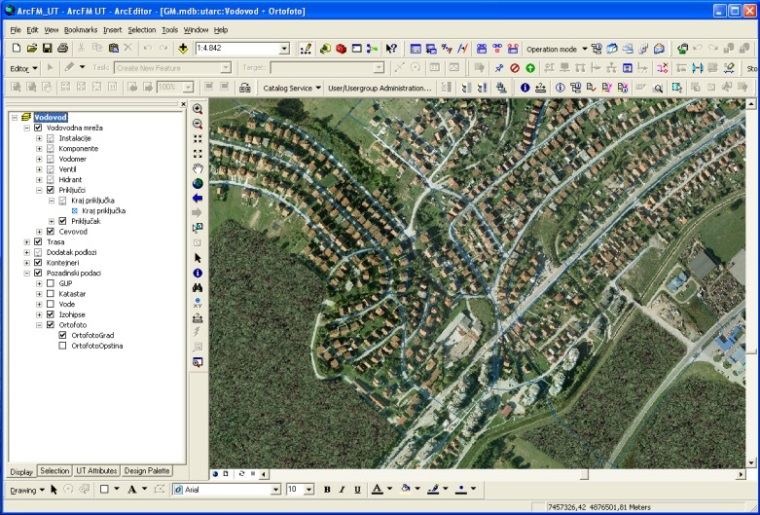 ArcFM_UT - ArcFM UT - ArcEditor - [GM.mdb:utarc:Vodovod + Ortofoto]
File Edit View Bookmarks Insert Selection Tools Window Help
1:4.842 Operation mode
Editor Task: Create New Feature Target:
100% Catalog Service User/Usergroup Administration...
Vodovod
Vodovodna mreža
Instalacije
Komponente
Vodomer
Ventil
Hidrant
Priključci
Kraj priključka
Kraj priključka
Priključak
Cevovod
Trasa
Dodatak podlozi
Kontejneri
Pozadinski podaci
GUP
Katastar
Vode
Izohipse
Ortofoto
OrtofotoGrad
OrtofotoOpstina
Display Selection UT Attributes Design Palette
Drawing A Arial 10 B I U A
7457326,42 4876501,81 Meters